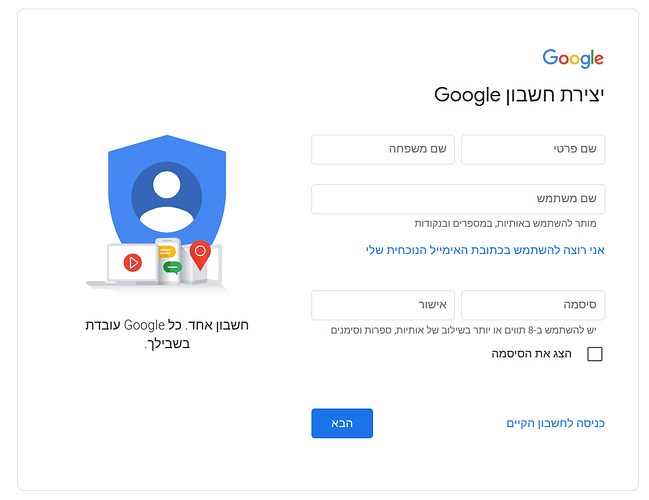 Google
יצירת חשבון Google
שם פרטי
שם משפחה
שם משתמש
מותר להשתמש באותיות, במספרים ובנקודות
אני רוצה להשתמש בכתובת האימייל הנוכחית שלי
סיסמה
אישור
יש להשתמש ב-8 תווים או יותר בשילוב של אותיות, ספרות וסימנים
הצג את הסיסמה
כניסה לחשבון הקיים
הבא
חשבון אחד. כל Google עובדת
בשבילך.